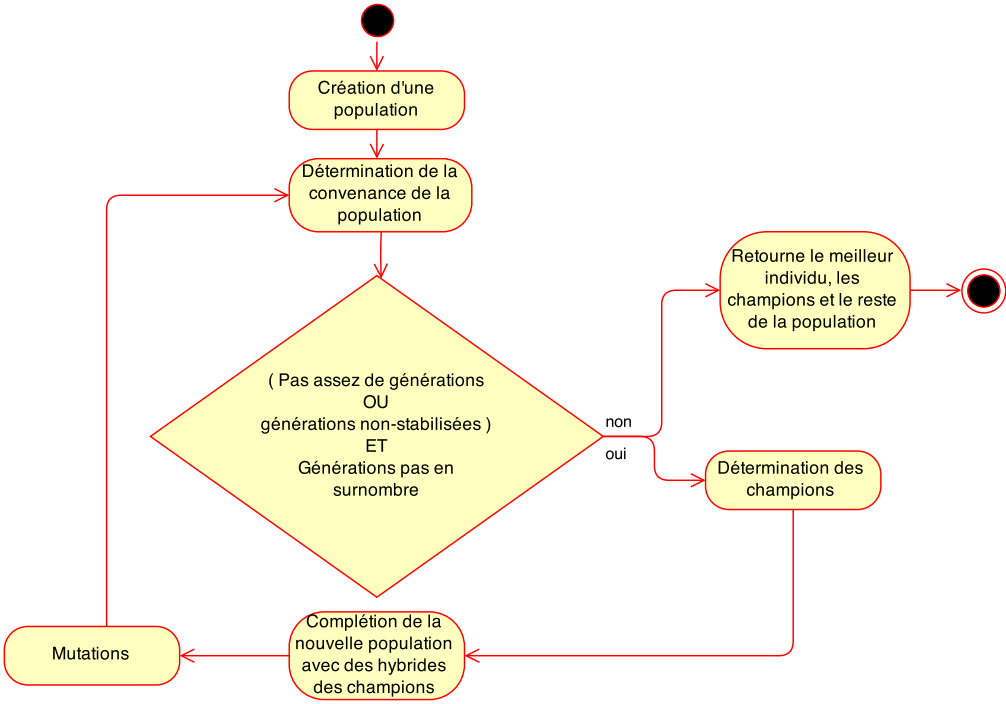 Création d'une
population
Détermination de la
convenance de la
population
Retourne le meilleur
individu, les
champions et le reste
de la population
( Pas assez de générations
OU
générations non-stabilisées )
ET
Générations pas en
surnombre
non
oui
Détermination des
champions
Complétion de la
nouvelle population
avec des hybrides
des champions
Mutations